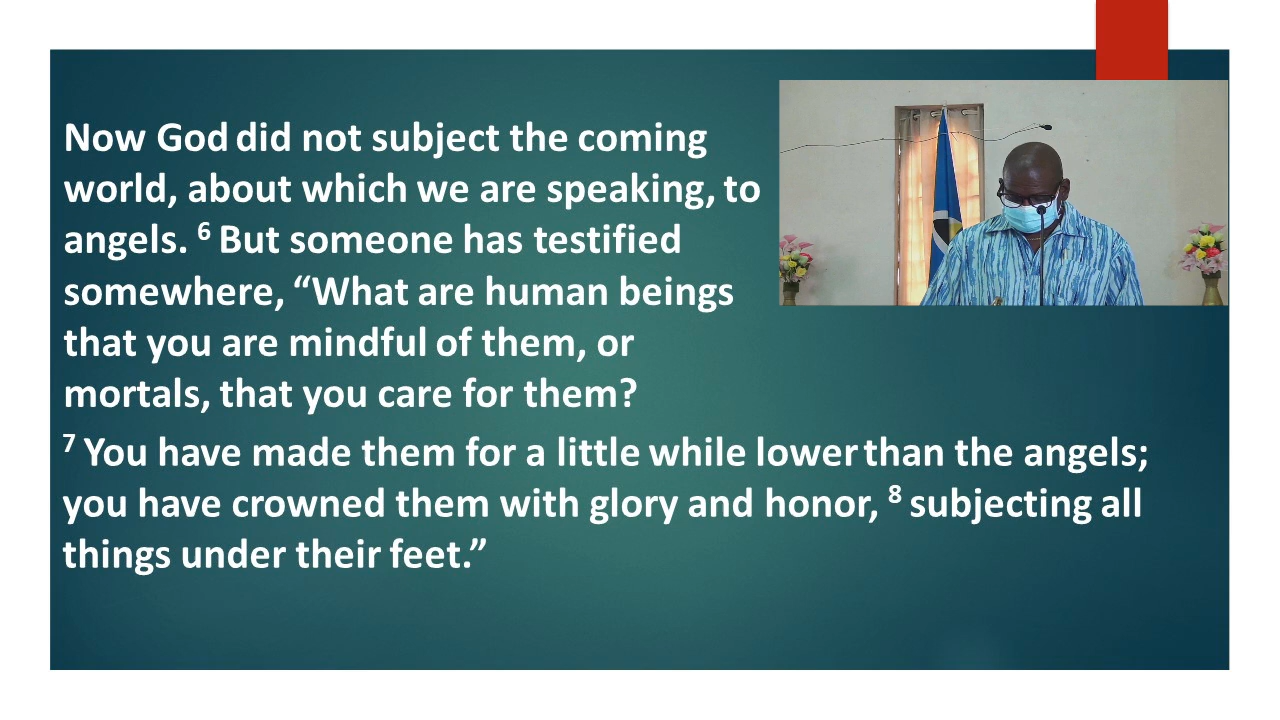 Now God did not subject the coming
world, about which we are speaking, to
angels. 6 But someone has testified
somewhere, “What are human beings
that you are mindful of them, or
mortals, that you care for them?
7 You have made them for a little while lower than the angels;
you have crowned them with glory and honor, 8 subjecting all
things under their feet.”